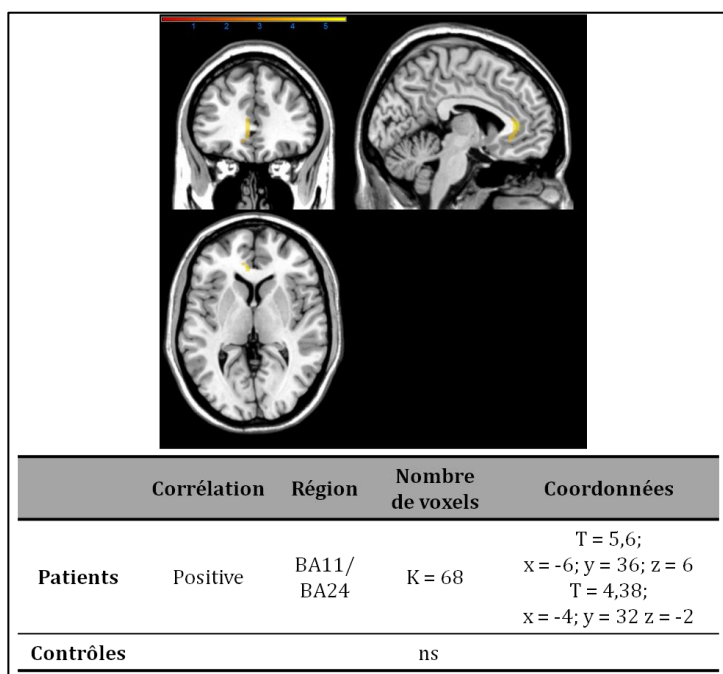 1 2 3 4 5
Corrélation Région Nombre de voxels Coordonnées
Patients Positive BA11/ BA24 K = 68 T = 5,6;
x = -6; y = 36; z = 6
T = 4,38;
x = -4; y = 32 z = -2
Contrôles ns